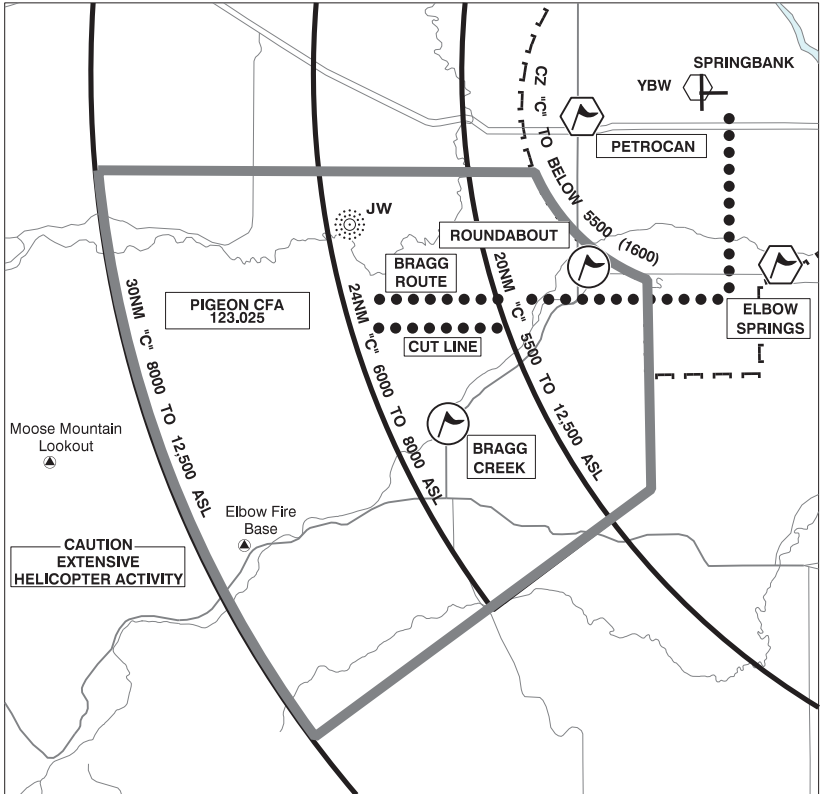 SPRINGBANK
YBW
CZ "C" TO BELOW 5500 (1600)
PETROCAN
JW
ROUNDABOUT
BRAGG
ROUTE
PIGEON CFA
123.025
ELBOW
SPRINGS
CUT LINE
30NM "C" 8000 TO 12,500 ASL
24NM "C" 6000 TO 8000 ASL
20NM "C" 5500 TO 12,500 ASL
Moose Mountain
Lookout
BRAGG
CREEK
Elbow Fire
Base
CAUTION
EXTENSIVE
HELICOPTER ACTIVITY